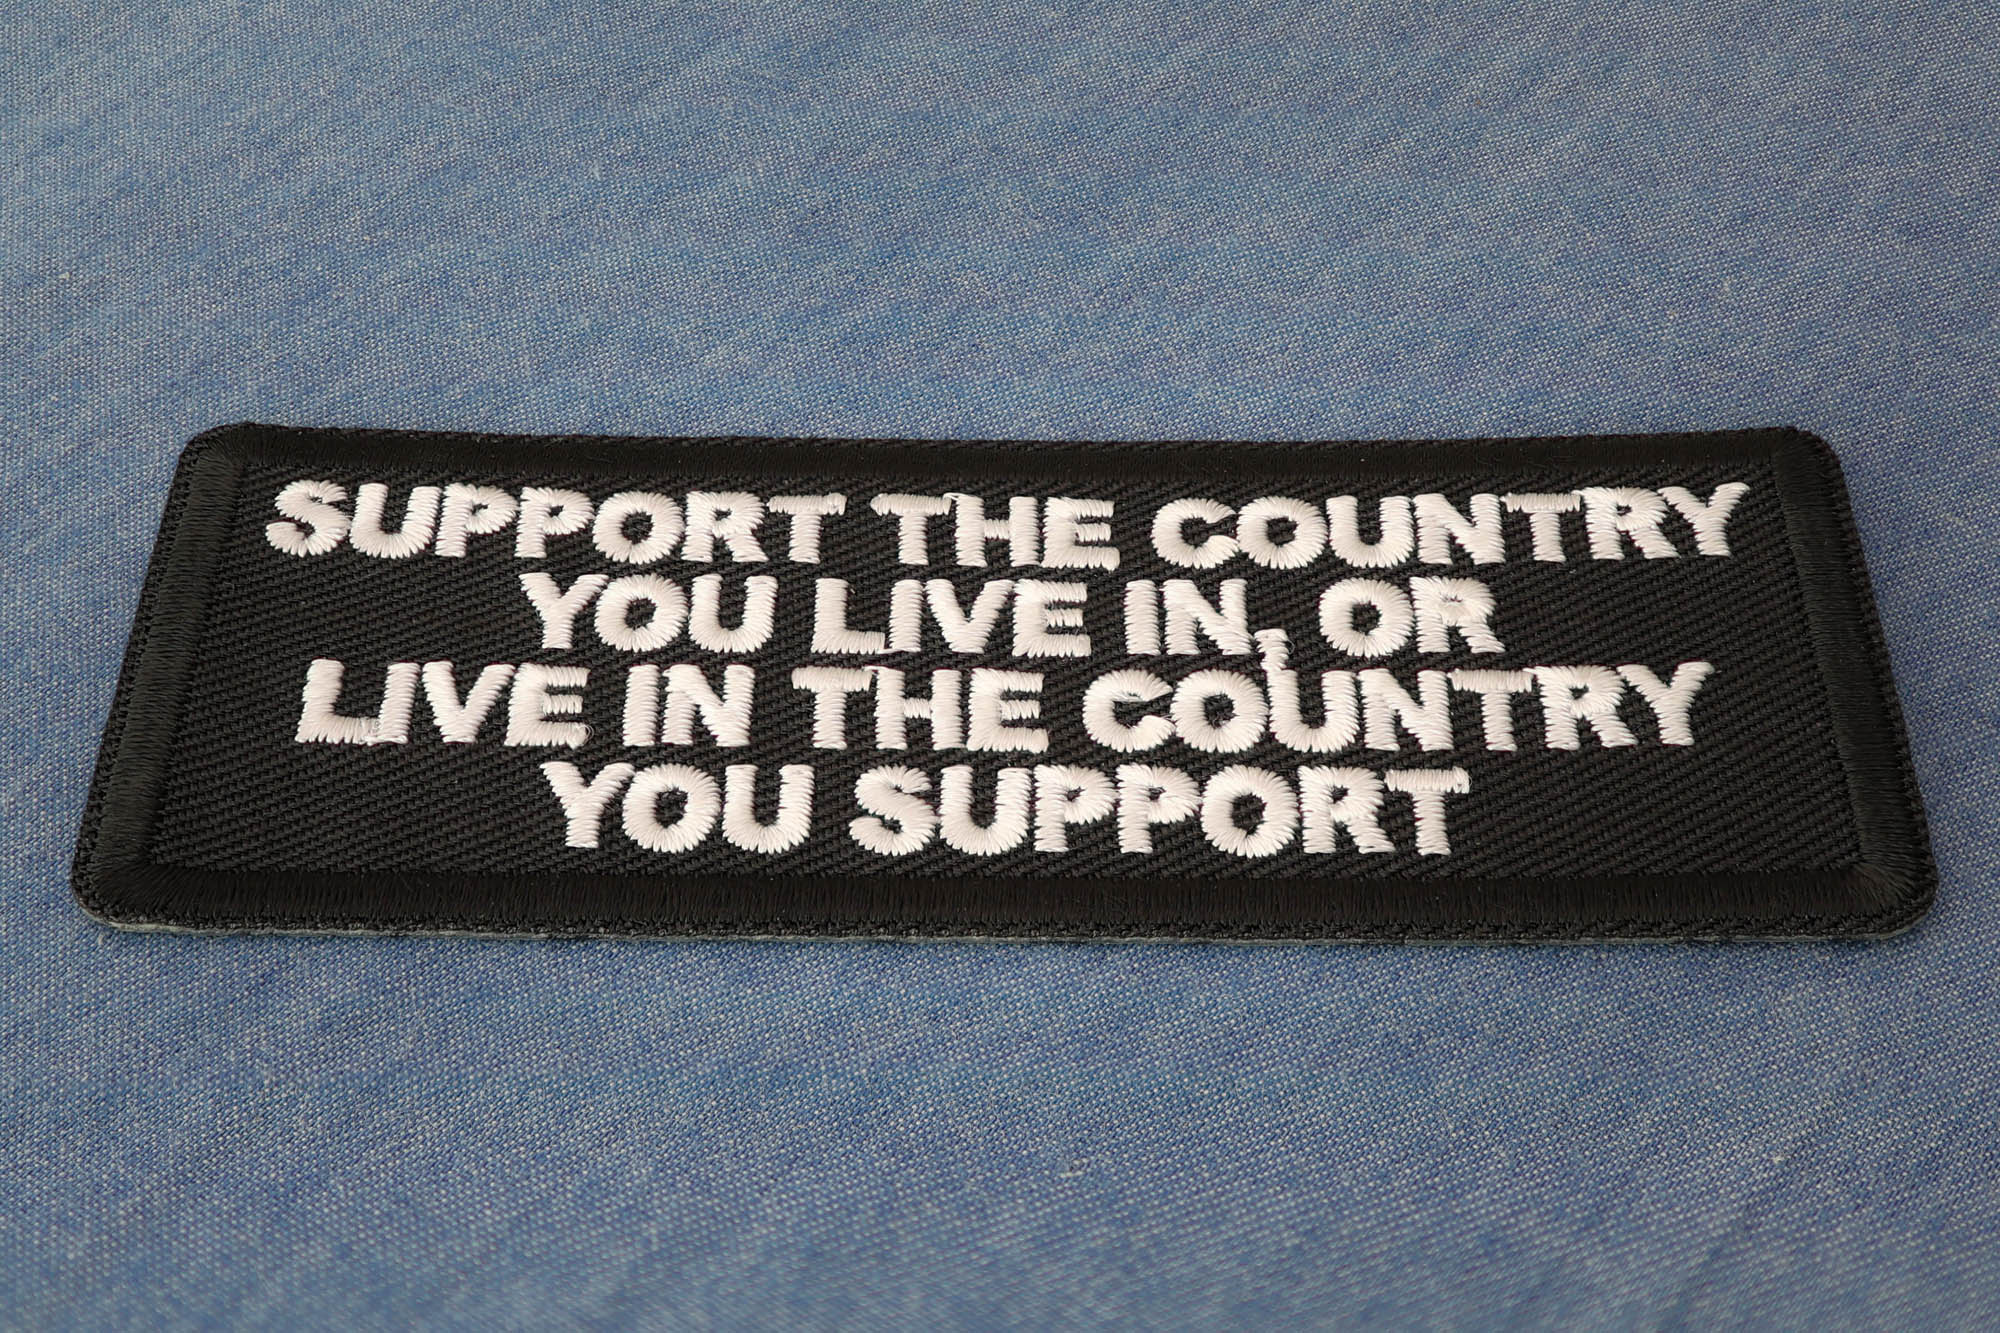 SUPPORT THE COUNTRY
YOU LIVE IN, OR
LIVE IN THE COUNTRY
YOU SUPPORT